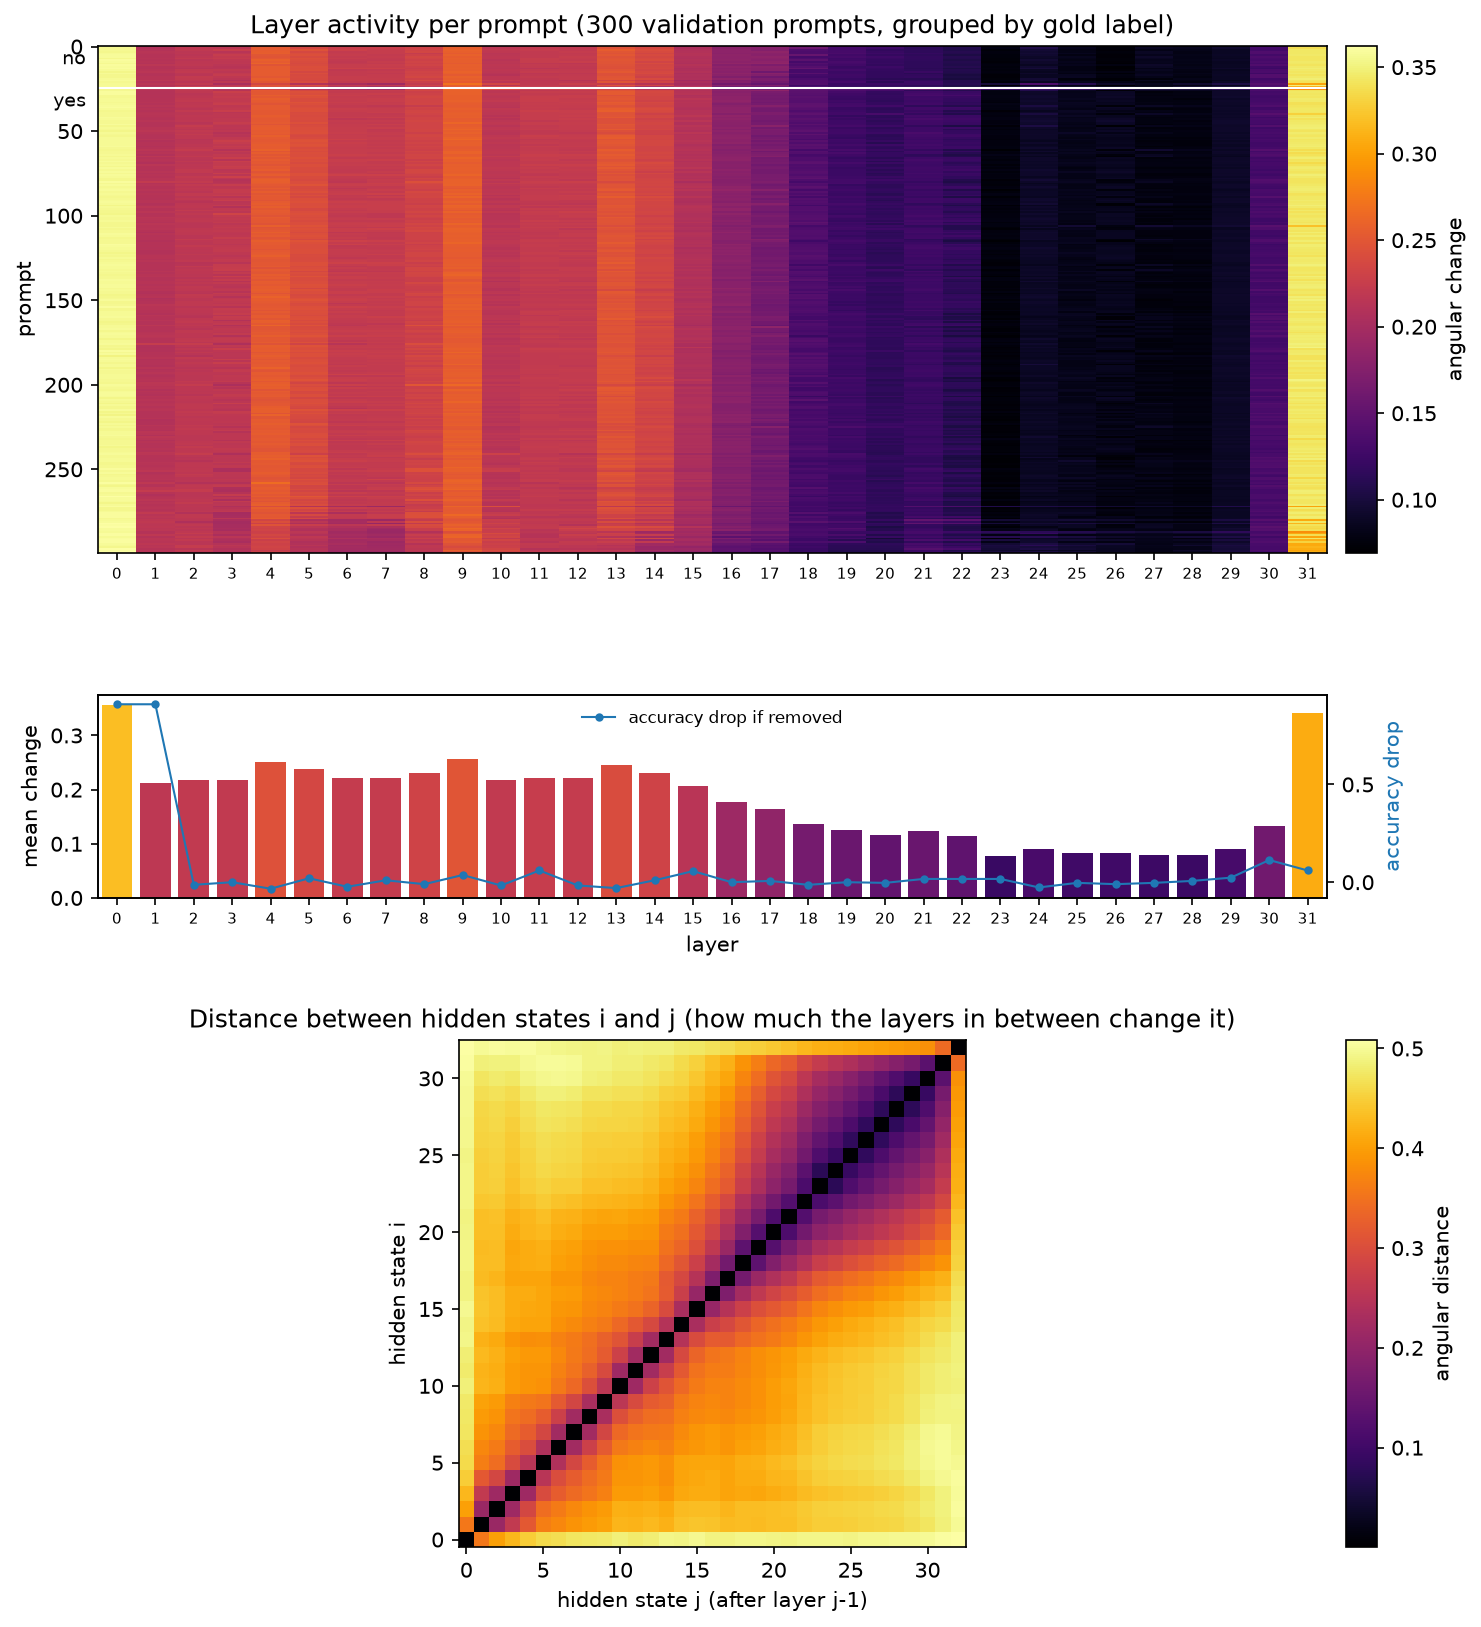 Layer activity per prompt (300 validation prompts, grouped by gold label)
0
no
yes
50
100
150
200
250
prompt
0 1 2 3 4 5 6 7 8 9 10 11 12 13 14 15 16 17 18 19 20 21 22 23 24 25 26 27 28 29 30 31
0.35
0.30
0.25
0.20
0.15
0.10
angular change
accuracy drop if removed
0.3
0.2
0.1
0.0
mean change
0.5
0.0
accuracy drop
0 1 2 3 4 5 6 7 8 9 10 11 12 13 14 15 16 17 18 19 20 21 22 23 24 25 26 27 28 29 30 31
layer
Distance between hidden states i and j (how much the layers in between change it)
30
25
20
15
10
5
0
hidden state i
0 5 10 15 20 25 30
hidden state j (after layer j-1)
0.5
0.4
0.3
0.2
0.1
angular distance